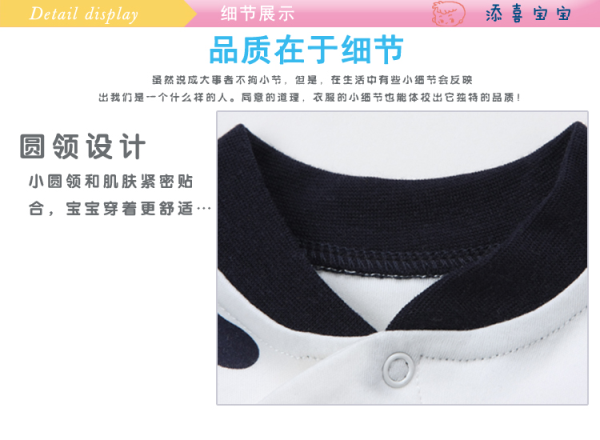 Detail display 细节展示 添喜宝宝
品质在于细节
虽然说成大事者不拘小节，但是，在生活中有些小细节会反映
出我们是一个什么样的人。同意的道理，衣服的小细节也能体校出它独特的品质！
圆领设计
小圆领和肌肤紧密贴
合，宝宝穿着更舒适…